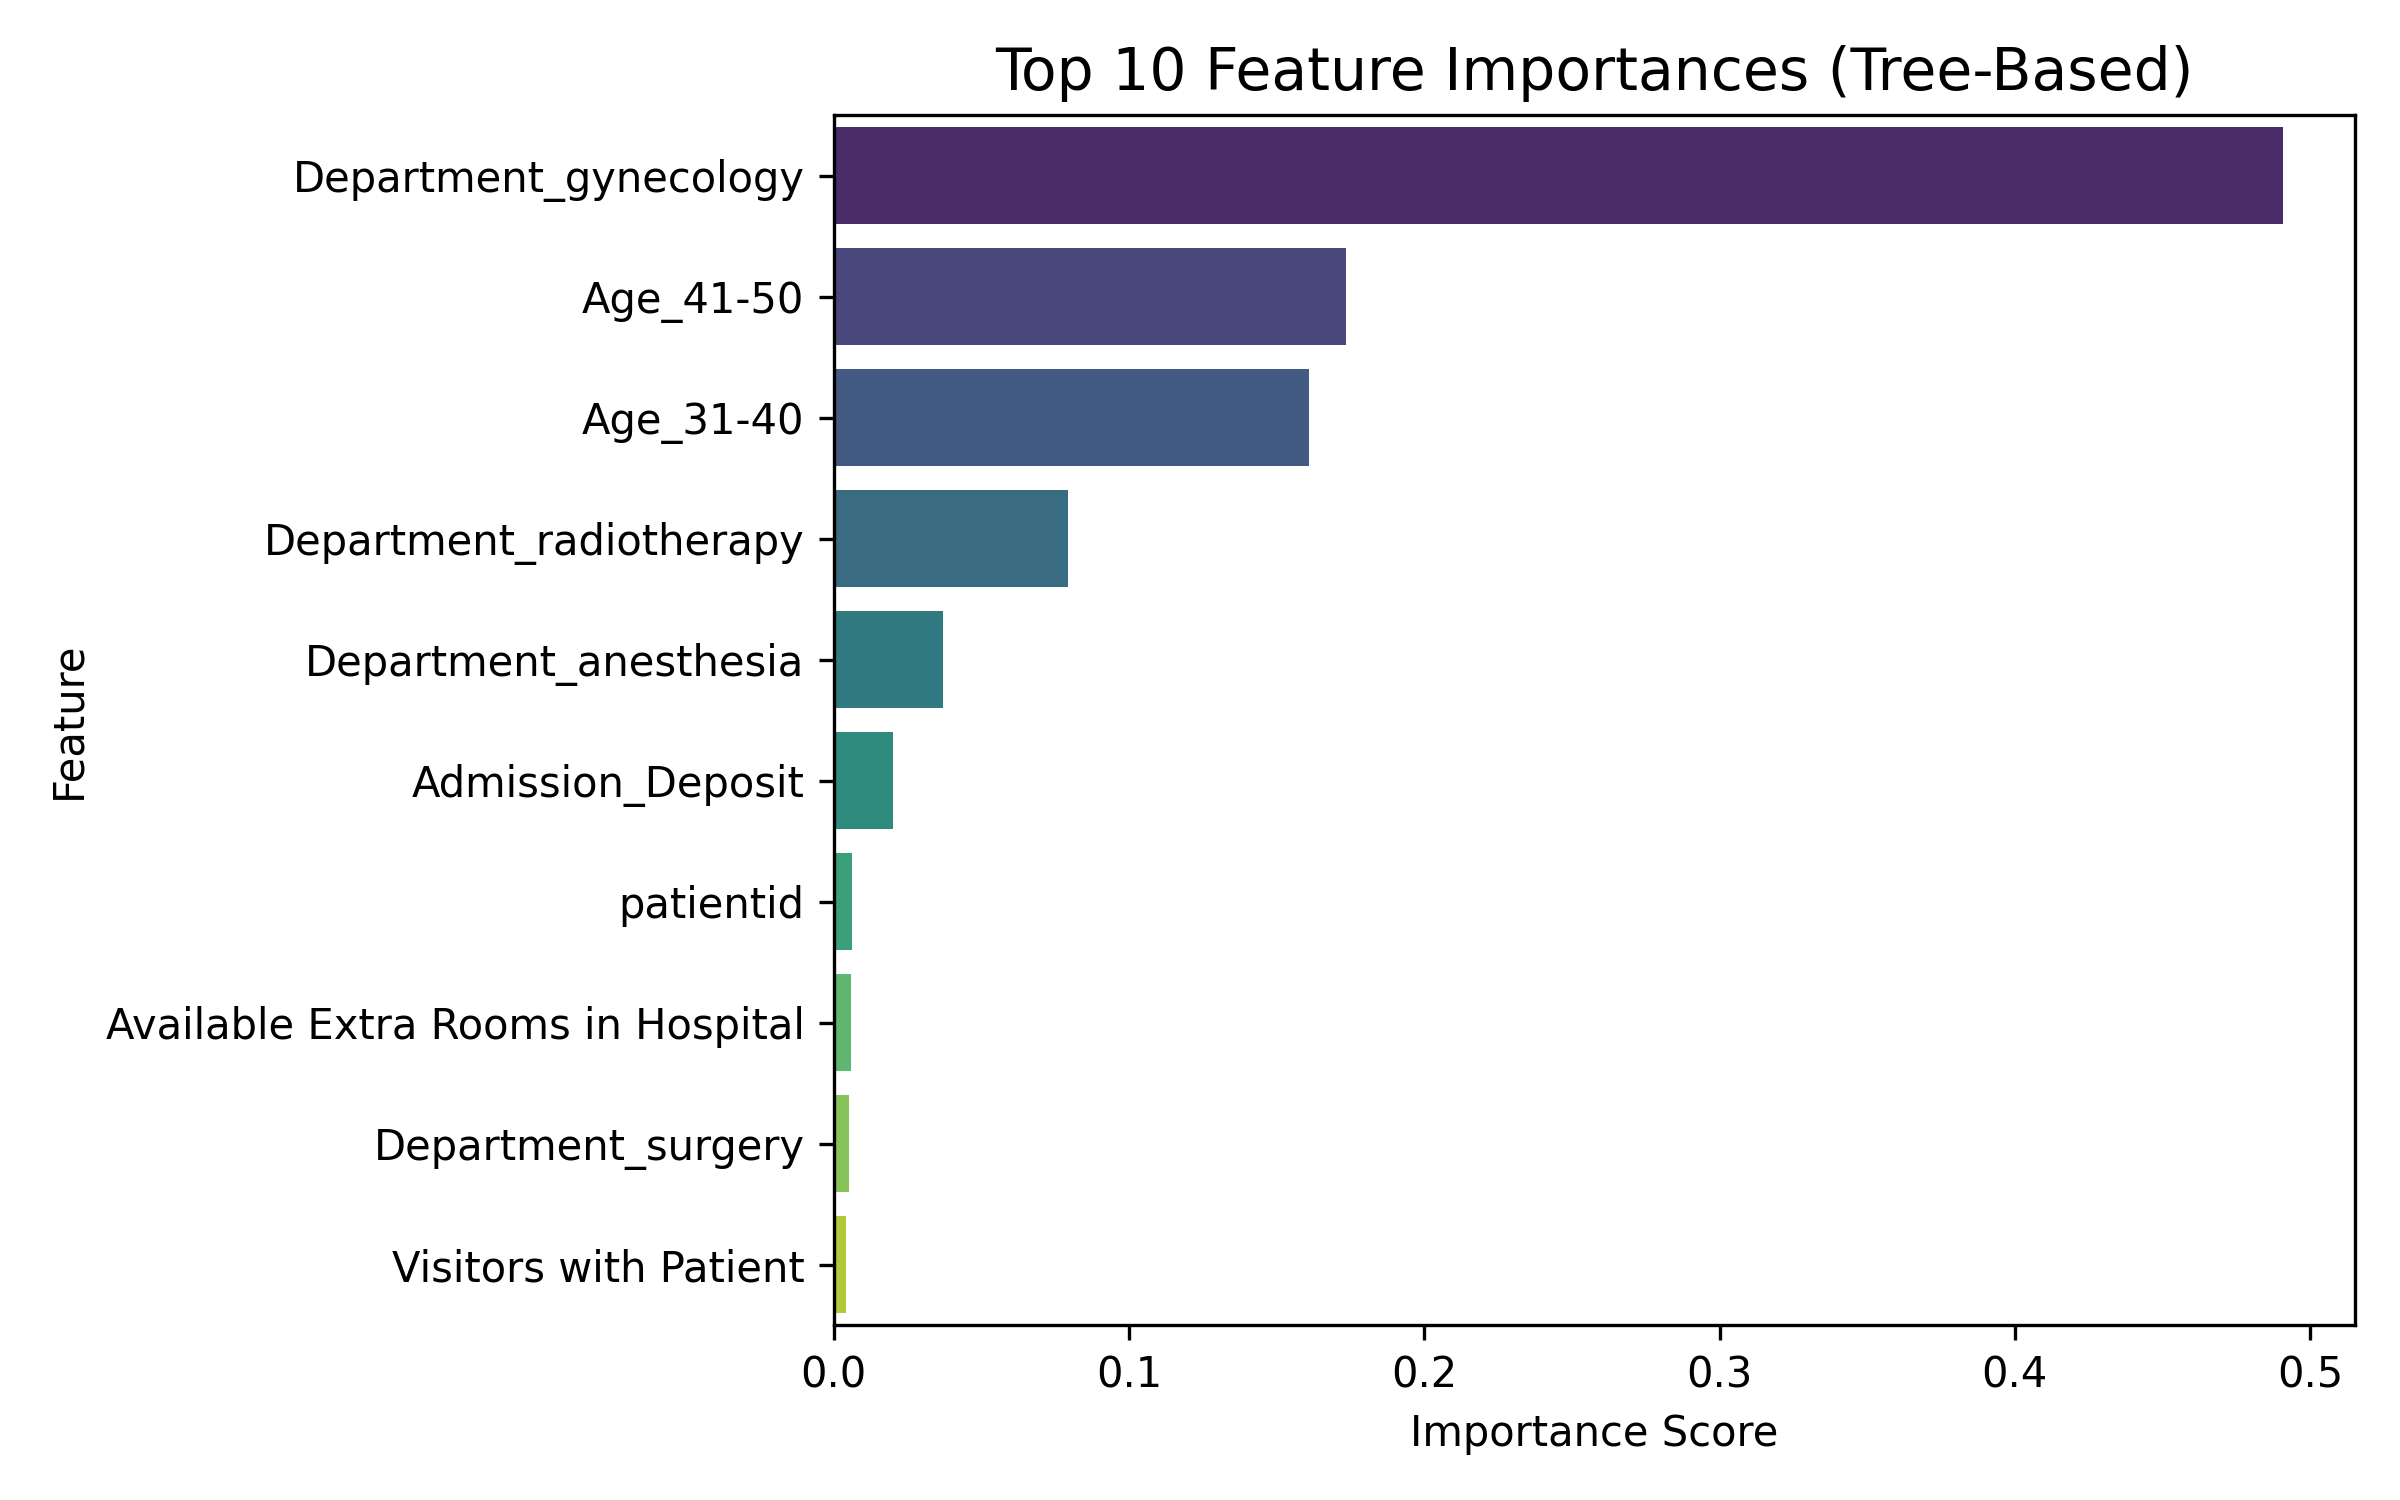 Top 10 Feature Importances (Tree-Based)
Department_gynecology
Age_41-50
Age_31-40
Department_radiotherapy
Department_anesthesia
Admission_Deposit
patientid
Available Extra Rooms in Hospital
Department_surgery
Visitors with Patient
Feature
0.0 0.1 0.2 0.3 0.4 0.5
Importance Score